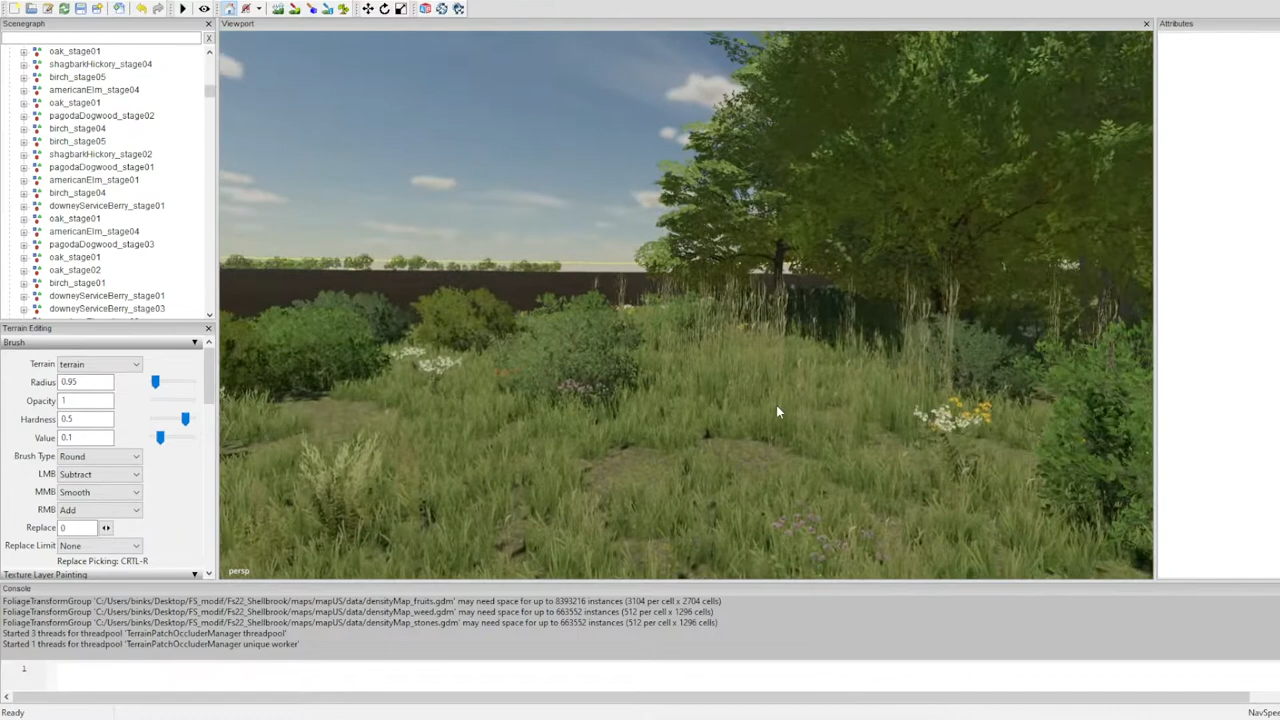 Scenegraph
Viewport
Attributes
X
oak_stage01
shagbarkHickory_stage04
birch_stage05
americanElm_stage04
oak_stage01
pagodaDogwood_stage02
birch_stage04
birch_stage05
shagbarkHickory_stage02
pagodaDogwood_stage01
americanElm_stage01
birch_stage04
downeyServiceBerry_stage01
oak_stage01
americanElm_stage04
pagodaDogwood_stage03
oak_stage01
oak_stage02
birch_stage01
downeyServiceBerry_stage01
downeyServiceBerry_stage03
Terrain Editing
Brush
Terrain terrain
Radius 0.95
Opacity 1
Hardness 0.5
Value 0.1
Brush Type Round
LMB Subtract
MMB Smooth
RMB Add
Replace 0
Replace Limit None
Replace Picking: CRTL-R
Texture Layer Painting
persp
Console
FoliageTransformGroup 'C:/Users/binks/Desktop/FS_modif/Fs22_Shellbrook/maps/mapUS/data/densityMap_fruits.gdm' may need space for up to 8393216 instances (3104 per cell x 2704 cells)
FoliageTransformGroup 'C:/Users/binks/Desktop/FS_modif/Fs22_Shellbrook/maps/mapUS/data/densityMap_weed.gdm' may need space for up to 663552 instances (512 per cell x 1296 cells)
FoliageTransformGroup 'C:/Users/binks/Desktop/FS_modif/Fs22_Shellbrook/maps/mapUS/data/densityMap_stones.gdm' may need space for up to 663552 instances (512 per cell x 1296 cells)
Started 3 threads for threadpool 'TerrainPatchOccluderManager threadpool'
Started 1 threads for threadpool 'TerrainPatchOccluderManager unique worker'
1
Ready
NavSpee